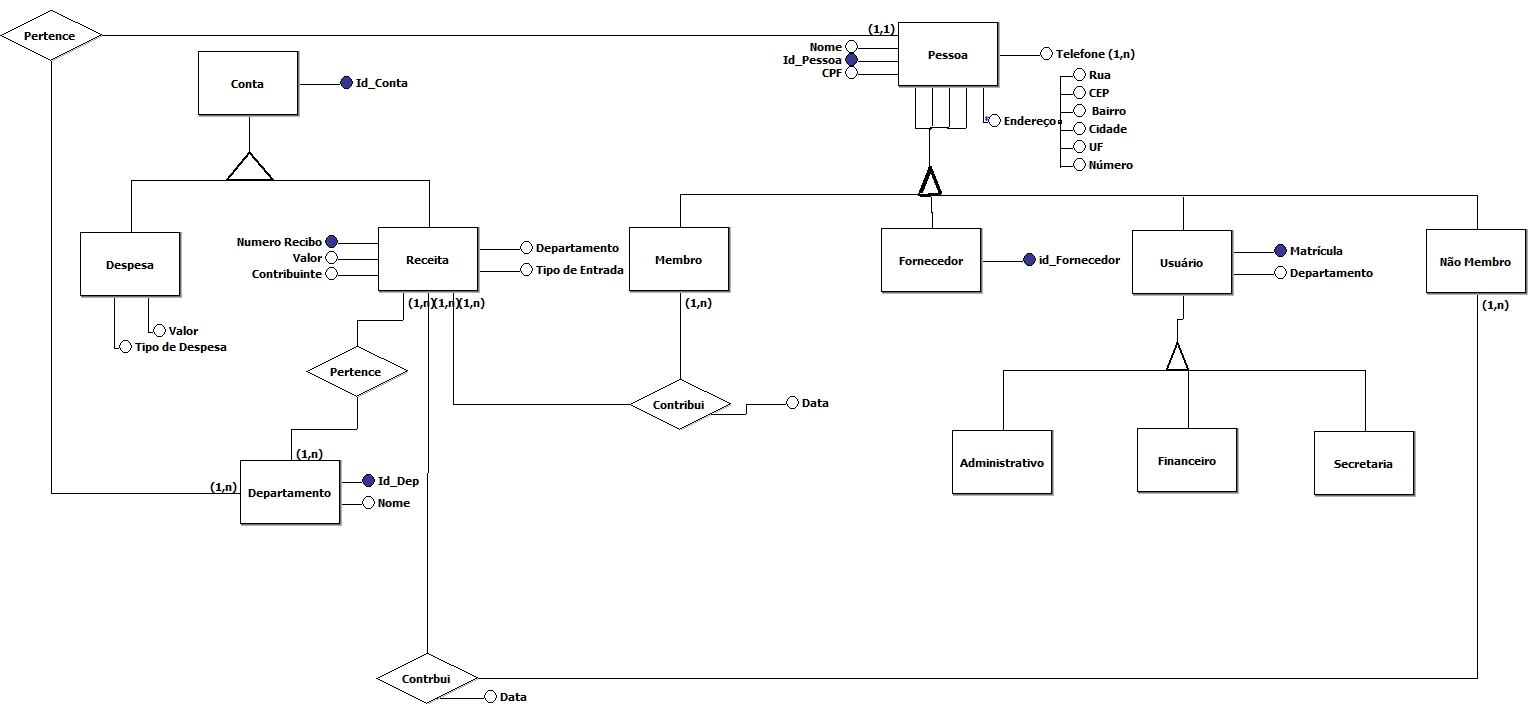 Pertence
(1,1)
Pessoa
Nome
Id_Pessoa
CPF
Telefone (1,n)
Endereço
Rua
CEP
Bairro
Cidade
UF
Número
Conta
Id_Conta
Despesa
Valor
Tipo de Despesa
Numero Recibo
Valor
Contribuinte
Receita
Departamento
Tipo de Entrada
(1,n)(1,n)(1,n)
Membro
(1,n)
Fornecedor
id_Fornecedor
Usuário
Matrícula
Departamento
Não Membro
(1,n)
Pertence
Contribui
Data
(1,n)
(1,n)
Departamento
Id_Dep
Nome
Administrativo
Financeiro
Secretaria
Contrbui
Data